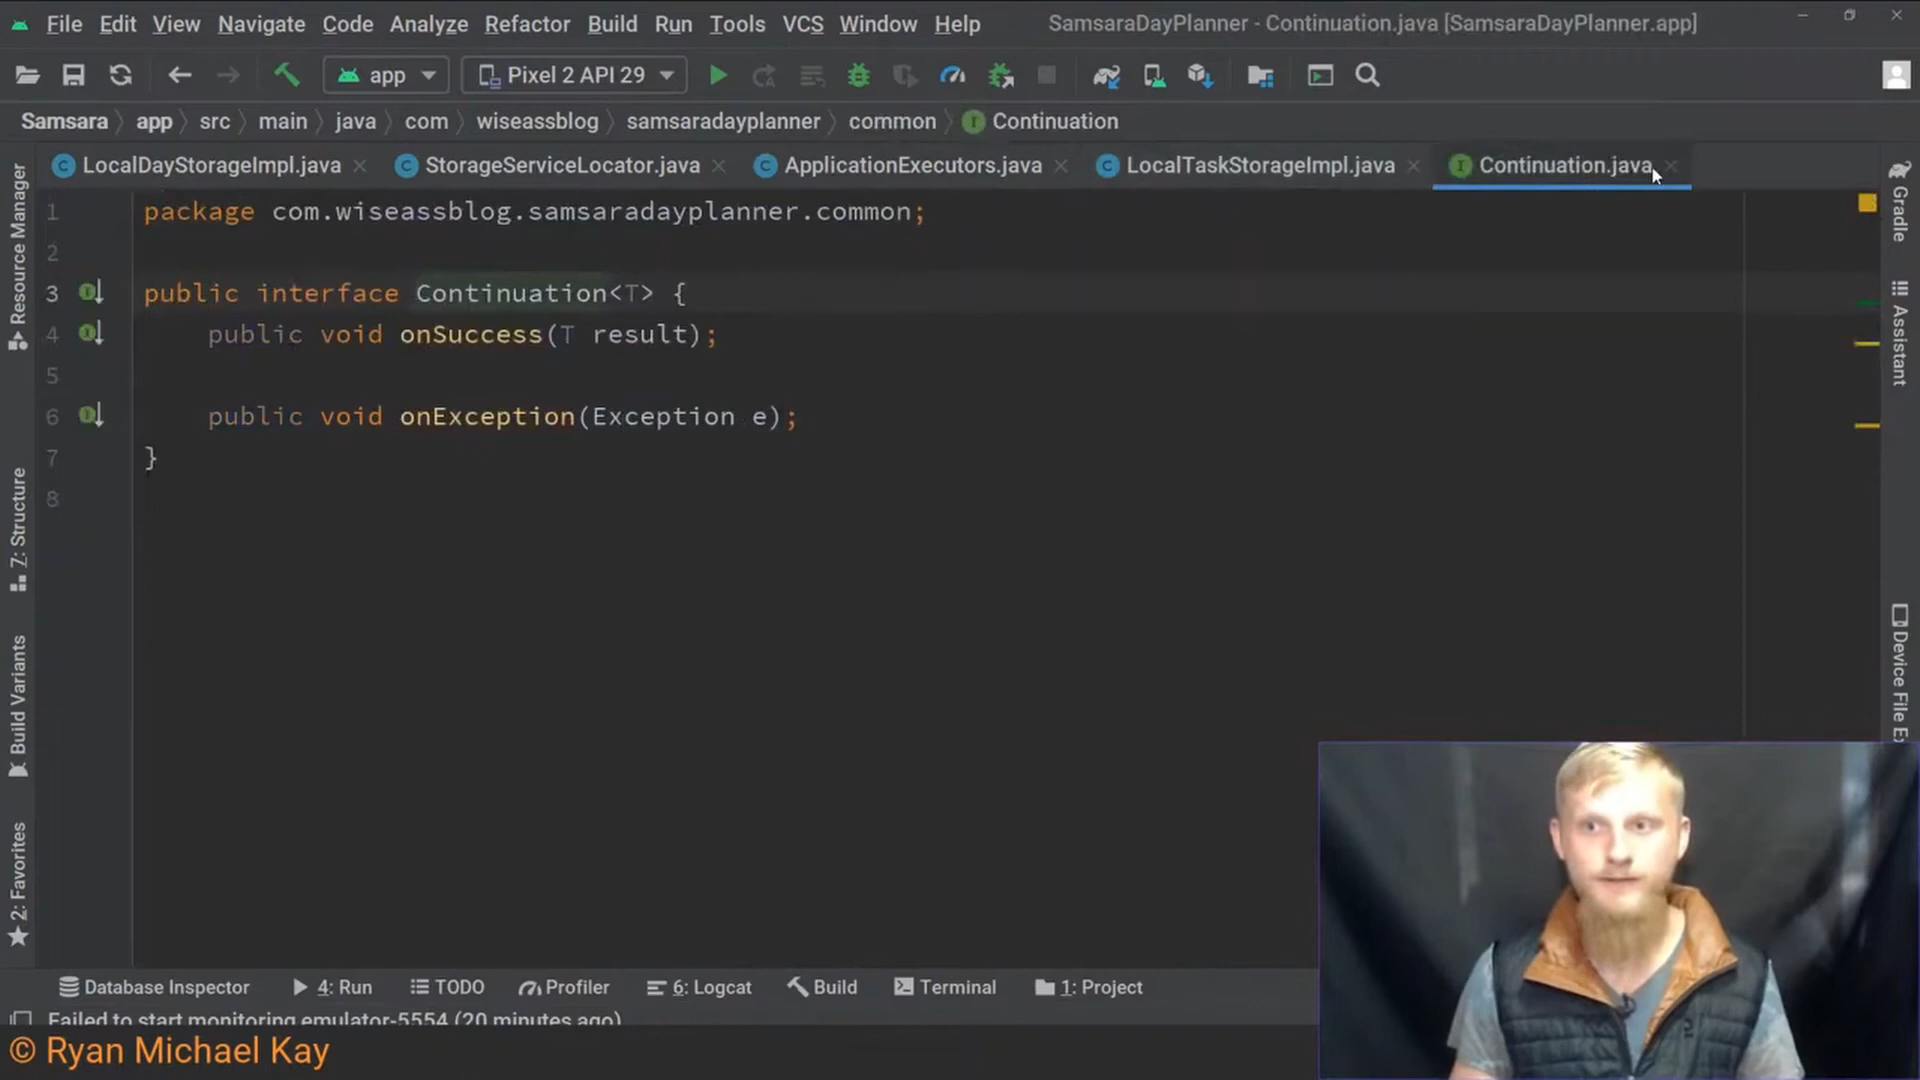 File Edit View Navigate Code Analyze Refactor Build Run Tools VCS Window Help SamsaraDayPlanner - Continuation.java [SamsaraDayPlanner.app]
app Pixel 2 API 29
Samsara app src main java com wiseassblog samsaradayplanner common Continuation
LocalDayStorageImpl.java StorageServiceLocator.java ApplicationExecutors.java LocalTaskStorageImpl.java Continuation.java
1 package com.wiseassblog.samsaradayplanner.common;
2
3 public interface Continuation<T> {
4 public void onSuccess(T result);
5
6 public void onException(Exception e);
7 }
8
Resource Manager
7: Structure
Build Variants
2: Favorites
Gradle
Assistant
Device File E
Database Inspector 4: Run TODO Profiler 6: Logcat Build Terminal 1: Project
Failed to start monitoring emulator-5554 (20 minutes ago)
© Ryan Michael Kay